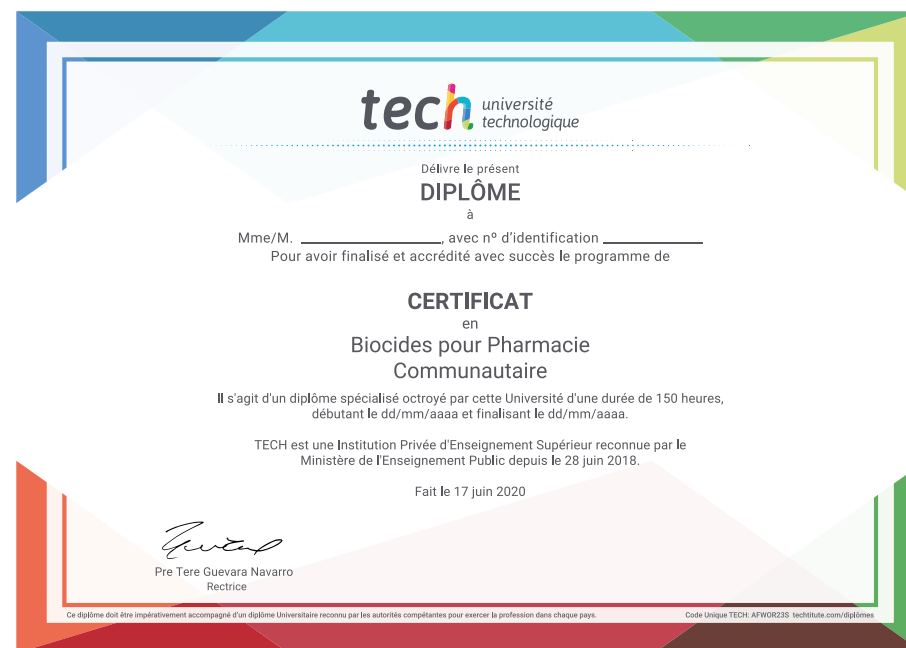 tech université
technologique
Délivre le présent
DIPLÔME
à
Mme/M. ____________________, avec nº d'identification ______________
Pour avoir finalisé et accrédité avec succès le programme de
CERTIFICAT
en
Biocides pour Pharmacie
Communautaire
Il s'agit d'un diplôme spécialisé octroyé par cette Université d'une durée de 150 heures,
débutant le dd/mm/aaaa et finalisant le dd/mm/aaaa.
TECH est une Institution Privée d'Enseignement Supérieur reconnue par le
Ministère de l'Enseignement Public depuis le 28 juin 2018.
Fait le 17 juin 2020
Pre Tere Guevara Navarro
Rectrice
Ce diplôme doit être impérativement accompagné d'un diplôme Universitaire reconnu par les autorités compétentes pour exercer la profession dans chaque pays.
Code Unique TECH: AFWOR23S techtitute.com/diplômes